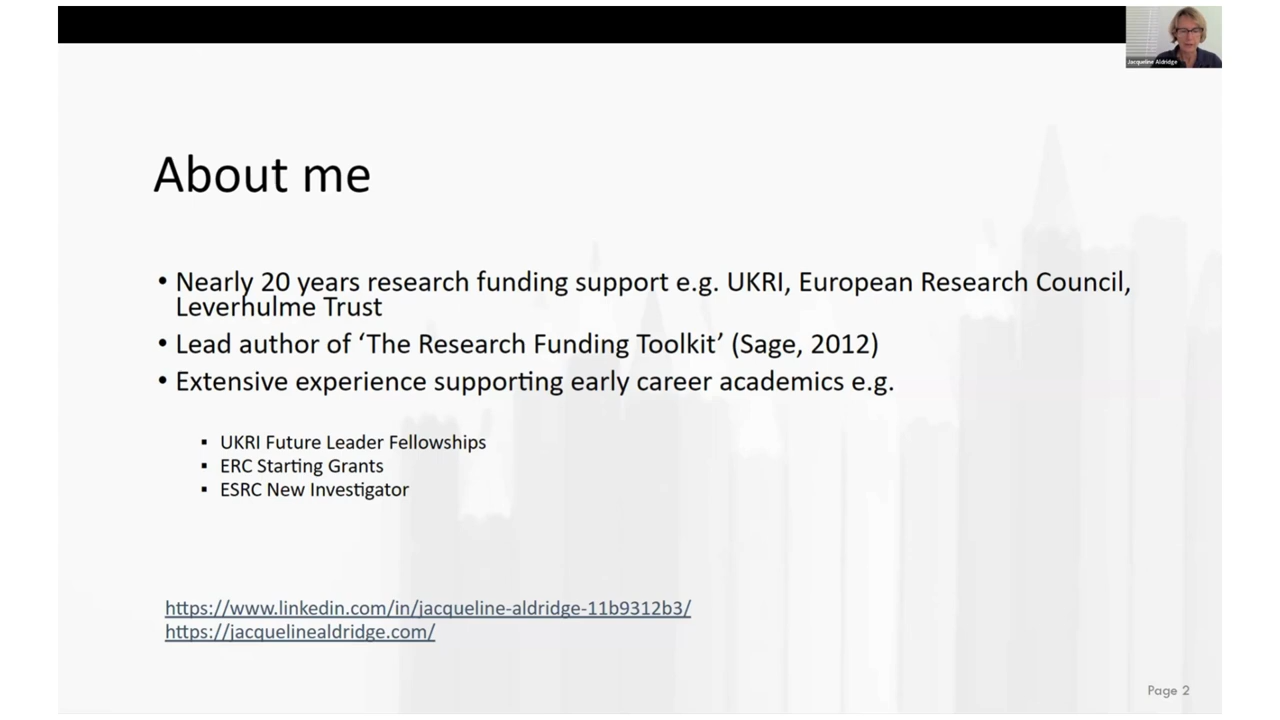 Jacqueline Aldridge
About me
• Nearly 20 years research funding support e.g. UKRI, European Research Council,
Leverhulme Trust
• Lead author of ‘The Research Funding Toolkit’ (Sage, 2012)
• Extensive experience supporting early career academics e.g.
▪ UKRI Future Leader Fellowships
▪ ERC Starting Grants
▪ ESRC New Investigator
https://www.linkedin.com/in/jacqueline-aldridge-11b9312b3/
https://jacquelinealdridge.com/
Page 2